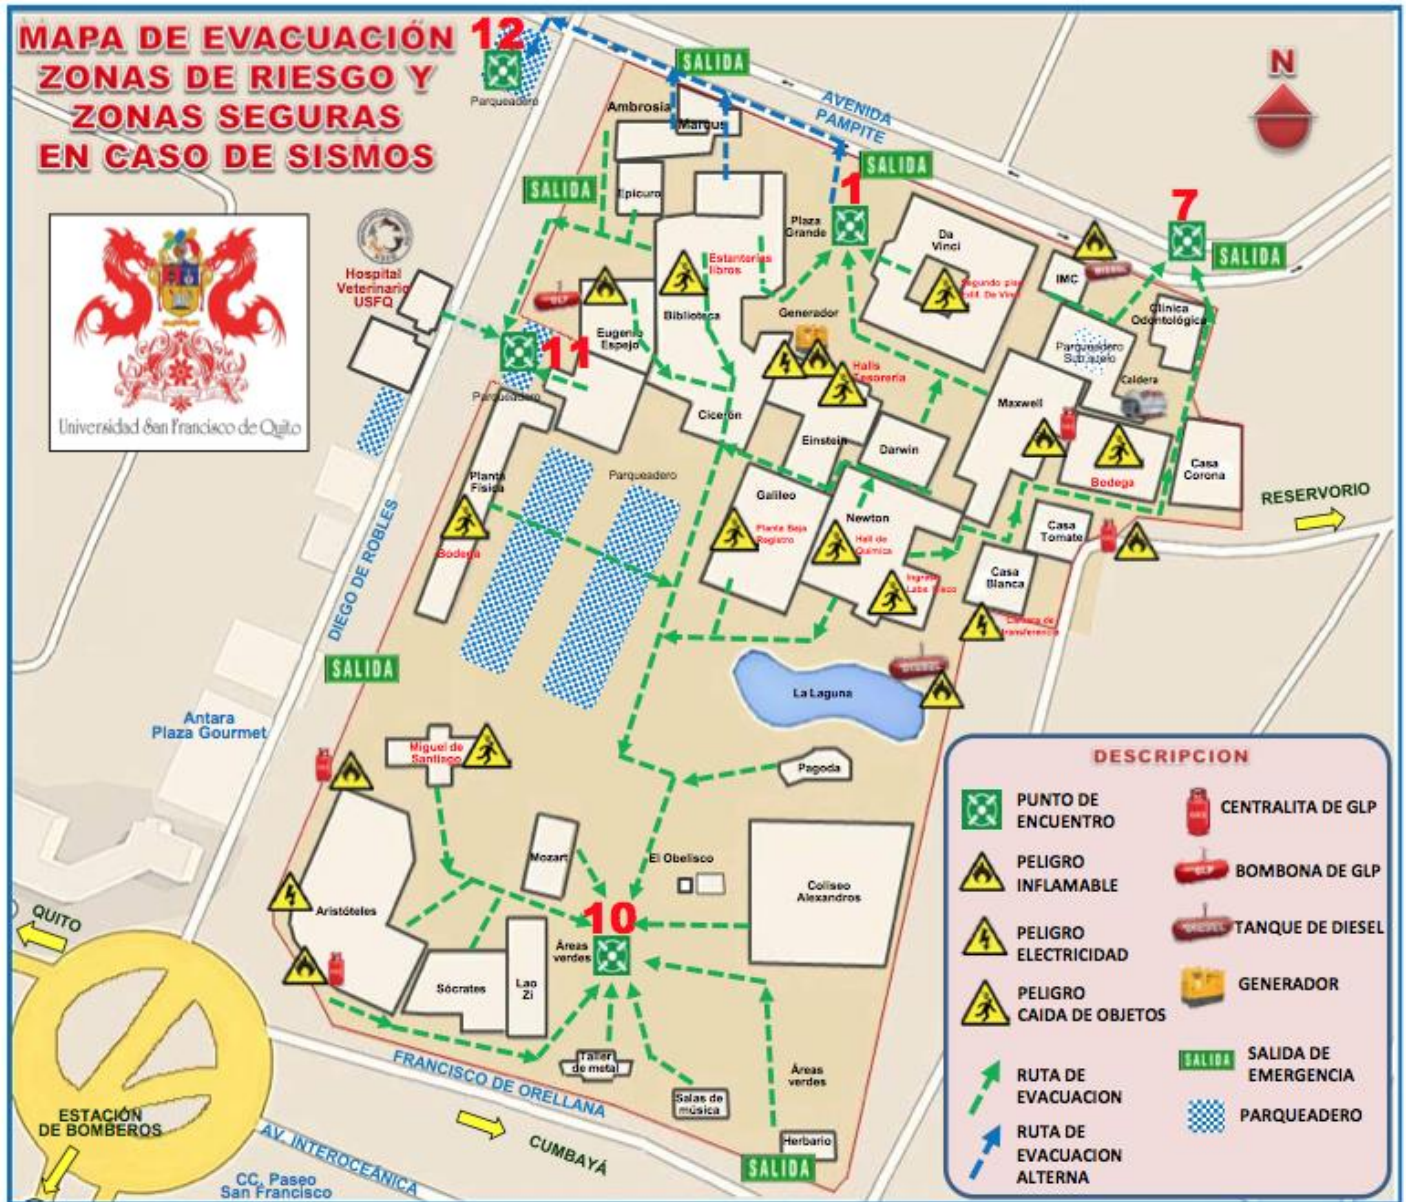 MAPA DE EVACUACIÓN
ZONAS DE RIESGO Y
ZONAS SEGURAS
EN CASO DE SISMOS
12
Parqueadero
SALIDA
AVENIDA
PAMPITE
N
Ambrosia
Marcus
SALIDA
SALIDA
Epicuro
1
Plaza
Grande
7
SALIDA
Da
Vinci
IMC
DIESEL
Hospital
Veterinario
USFQ
Estanterías
libros
GLP
Biblioteca
Generador
Clínica
Odontológica
Eugenio
Espejo
11
Parqueadero
Parqueadero
Subsuelo
Caldera
Halls
Tesorería
Universidad San Francisco de Quito
Maxwell
Cicerón
Einstein
Darwin
Casa
Corona
Bodega
Planta
Física
Parqueadero
Galileo
RESERVORIO
Planta Baja
Registro
Newton
Hall de
Química
Casa
Tomate
Bodega
DIEGO DE ROBLES
Casa
Blanca
SALIDA
DIESEL
La Laguna
Antara
Plaza Gourmet
Miguel de
Santiago
Pagoda
Mozart
El Obelisco
Coliseo
Alexandros
Aristóteles
10
Áreas
verdes
QUITO
Sócrates
Lao
Zi
Taller
de metal
Salas de
música
Áreas
verdes
Herbario
SALIDA
FRANCISCO DE ORELLANA
ESTACIÓN
DE BOMBEROS
AV. INTEROCEÁNICA
CUMBAYÁ
CC. Paseo
San Francisco
DESCRIPCION
PUNTO DE
ENCUENTRO
CENTRALITA DE GLP
PELIGRO
INFLAMABLE
GLP
BOMBONA DE GLP
PELIGRO
ELECTRICIDAD
DIESEL
TANQUE DE DIESEL
PELIGRO
CAIDA DE OBJETOS
GENERADOR
RUTA DE
EVACUACION
SALIDA
SALIDA DE
EMERGENCIA
RUTA DE
EVACUACION
ALTERNA
PARQUEADERO